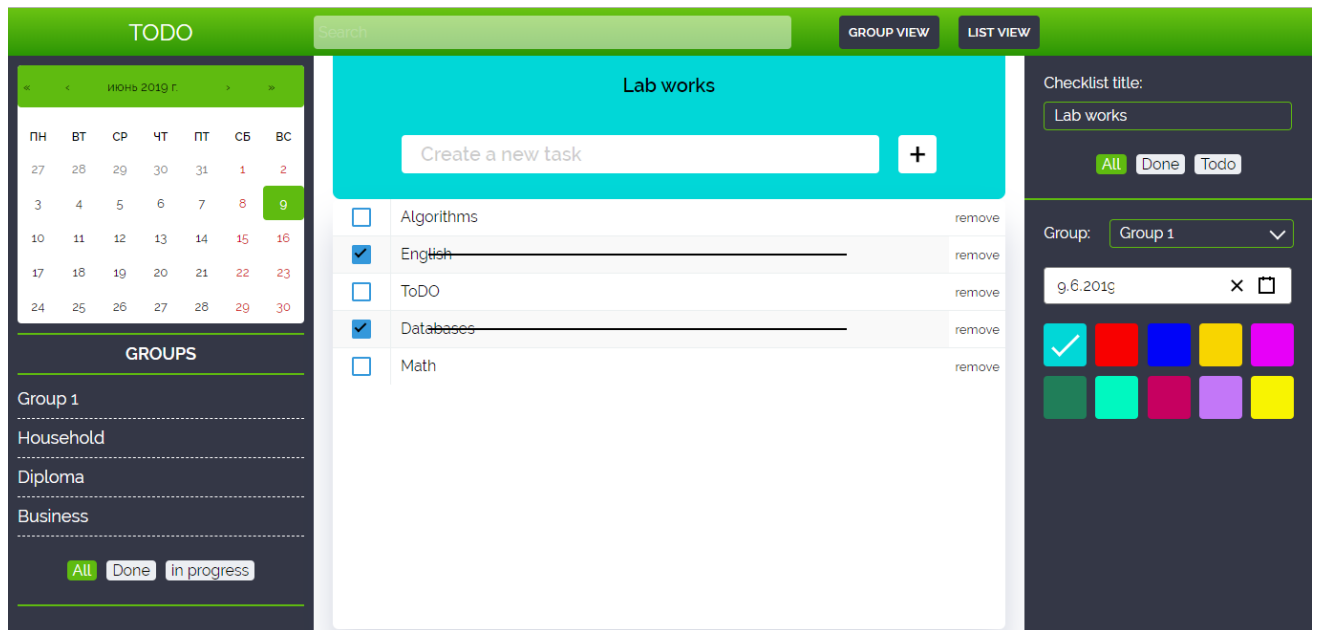 TODO
Search
GROUP VIEW
LIST VIEW
« ‹ июнь 2019 г. › »
ПН ВТ СР ЧТ ПТ СБ ВС
27 28 29 30 31 1 2
3 4 5 6 7 8 9
10 11 12 13 14 15 16
17 18 19 20 21 22 23
24 25 26 27 28 29 30
GROUPS
Group 1
Household
Diploma
Business
All Done in progress
Lab works
Create a new task +
Algorithms remove
English remove
ToDO remove
Databases remove
Math remove
Checklist title:
Lab works
All Done Todo
Group: Group 1
9.6.2019